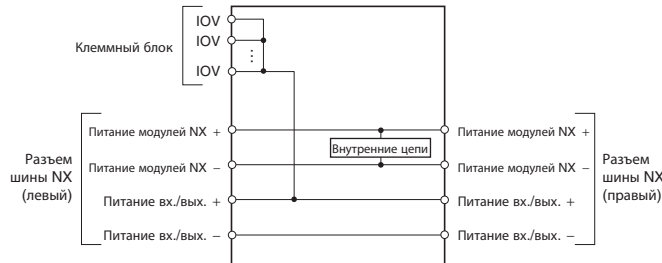 Клеммный блок
IOV
IOV
⋮
IOV
Разъем
шины NX
(левый)
Питание модулей NX +
Питание модулей NX –
Питание вх./вых. +
Питание вх./вых. –
Внутренние цепи
Питание модулей NX +
Питание модулей NX –
Питание вх./вых. +
Питание вх./вых. –
Разъем
шины NX
(правый)